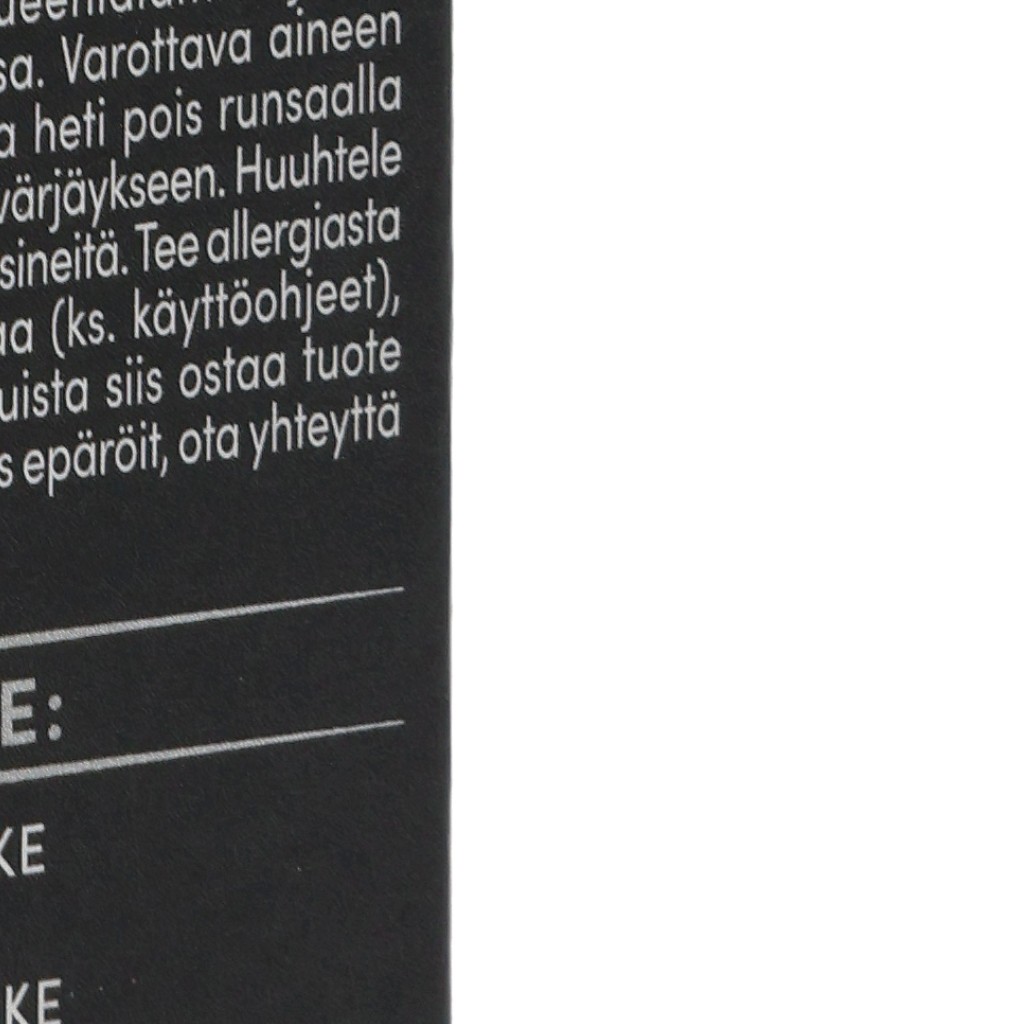 sa. Varottava aineen
heti pois runsaalla
värjäykseen. Huuhtele
sineitä. Tee allergiasta
(ks. käyttöohjeet),
uista siis ostaa tuote
s epäröit, ota yhteyttä
E:
KE
KE